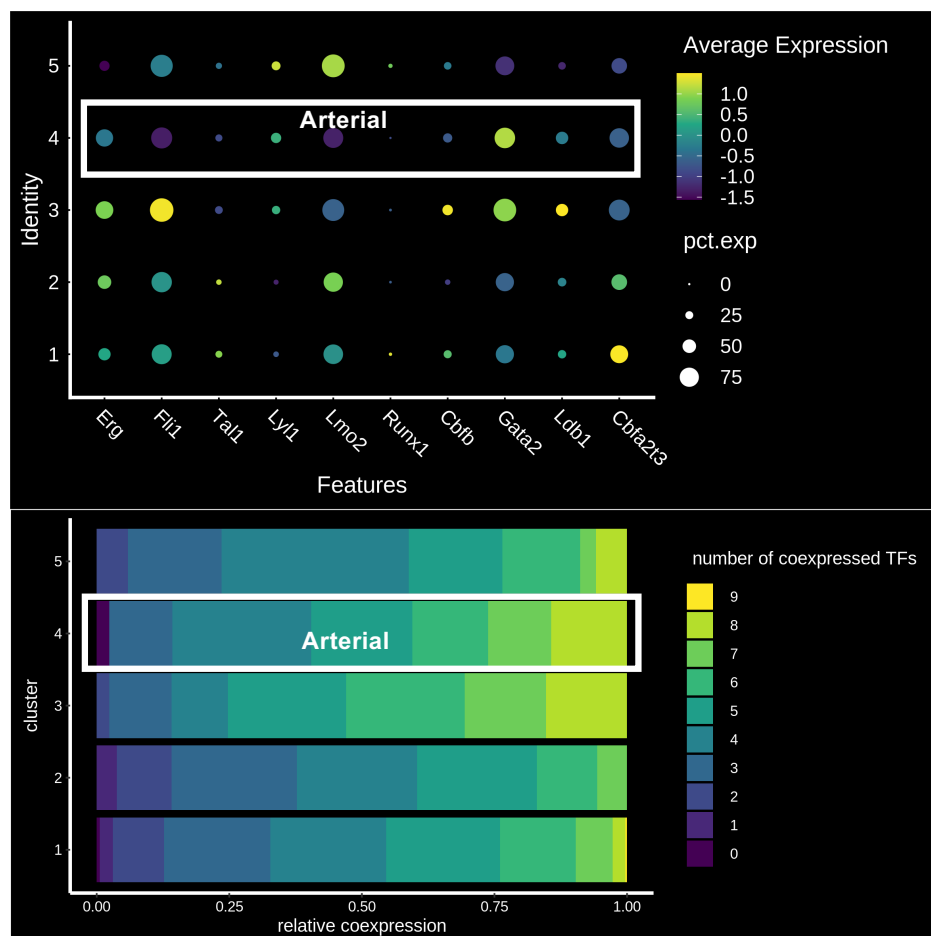 Average Expression
1.0
0.5
0.0
-0.5
-1.0
-1.5
pct.exp
0
25
50
75
Identity
5
4
3
2
1
Arterial
Erg
Fli1
Tal1
Lyl1
Lmo2
Runx1
Cbfb
Gata2
Ldb1
Cbfa2t3
Features
number of coexpressed TFs
9
8
7
6
5
4
3
2
1
0
cluster
5
4
3
2
1
Arterial
0.00
0.25
0.50
0.75
1.00
relative coexpression